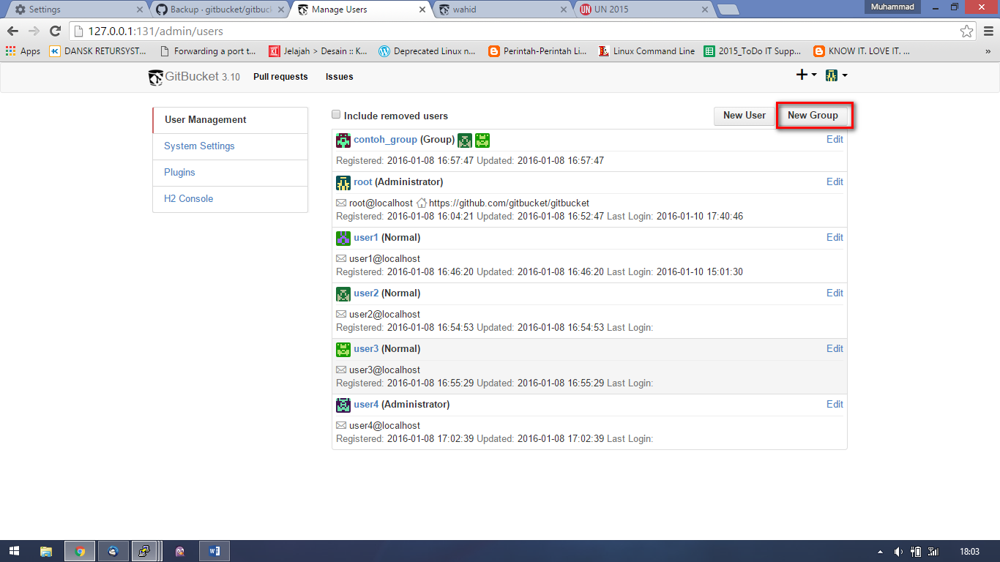 Settings
Backup · gitbucket/gitbuck
Manage Users
wahid
UN 2015
Muhammad
127.0.0.1:131/admin/users
Apps
DANSK RETURSYST...
Forwarding a port t...
Jelajah > Desain :: K...
Deprecated Linux n...
Perintah-Perintah Li...
Linux Command Line
2015_ToDo IT Supp...
KNOW IT. LOVE IT. ...
»
GitBucket 3.10
Pull requests
Issues
User Management
System Settings
Plugins
H2 Console
Include removed users
New User
New Group
contoh_group (Group)
Edit
Registered: 2016-01-08 16:57:47 Updated: 2016-01-08 16:57:47
root (Administrator)
Edit
root@localhost https://github.com/gitbucket/gitbucket
Registered: 2016-01-08 16:04:21 Updated: 2016-01-08 16:52:47 Last Login: 2016-01-10 17:40:46
user1 (Normal)
Edit
user1@localhost
Registered: 2016-01-08 16:46:20 Updated: 2016-01-08 16:46:20 Last Login: 2016-01-10 15:01:30
user2 (Normal)
Edit
user2@localhost
Registered: 2016-01-08 16:54:53 Updated: 2016-01-08 16:54:53 Last Login:
user3 (Normal)
Edit
user3@localhost
Registered: 2016-01-08 16:55:29 Updated: 2016-01-08 16:55:29 Last Login:
user4 (Administrator)
Edit
user4@localhost
Registered: 2016-01-08 17:02:39 Updated: 2016-01-08 17:02:39 Last Login:
18:03